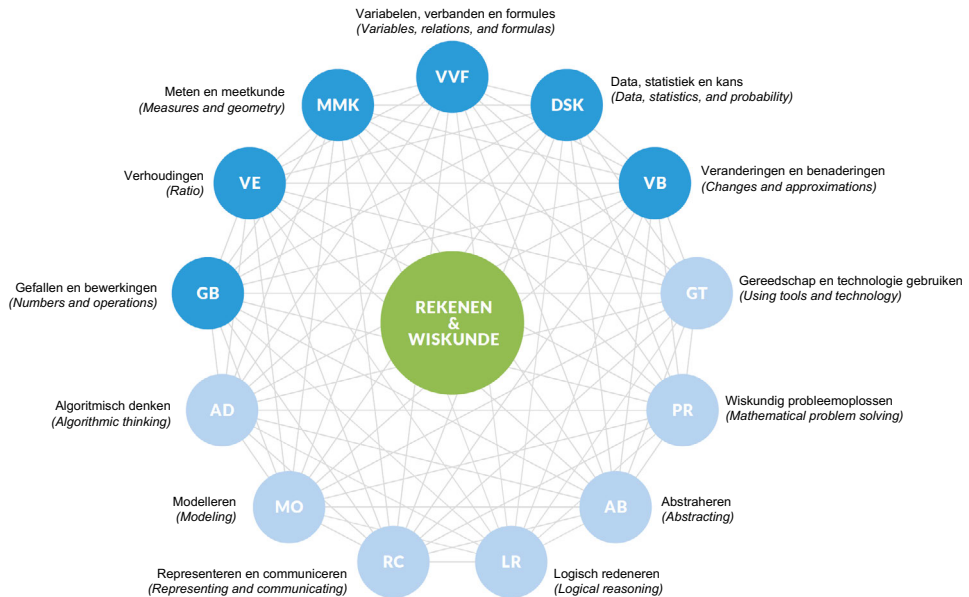 Variabelen, verbanden en formules
(Variables, relations, and formulas)
VVF
Meten en meetkunde
(Measures and geometry)
MMK
DSK
Data, statistiek en kans
(Data, statistics, and probability)
Verhoudingen
(Ratio)
VE
VB
Veranderingen en benaderingen
(Changes and approximations)
Gefallen en bewerkingen
(Numbers and operations)
GB
REKENEN
&
WISKUNDE
GT
Gereedschap en technologie gebruiken
(Using tools and technology)
Algoritmisch denken
(Algorithmic thinking)
AD
PR
Wiskundig probleemoplossen
(Mathematical problem solving)
Modelleren
(Modeling)
MO
AB
Abstraheren
(Abstracting)
Representeren en communiceren
(Representing and communicating)
RC
LR
Logisch redeneren
(Logical reasoning)